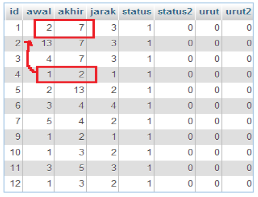 id awal akhir jarak status status2 urut urut2
1 2 7 3 1 0 0 0
2 13 7 3 1 0 0 0
3 4 7 3 1 0 0 0
4 1 2 1 1 0 0 0
5 2 13 2 1 0 0 0
6 3 4 4 1 0 0 0
7 5 4 2 1 0 0 0
9 1 2 1 1 0 0 0
10 1 3 2 1 0 0 0
11 3 5 3 1 0 0 0
12 1 3 2 1 0 0 0